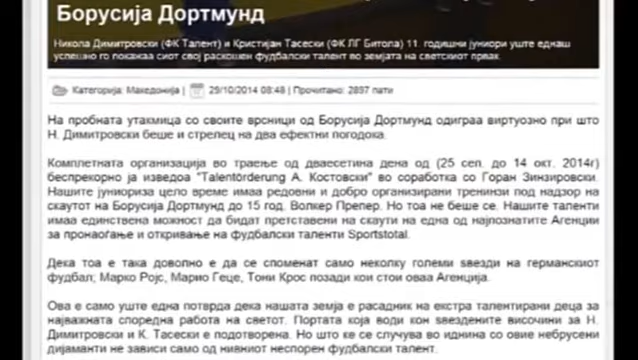 Борусија Дортмунд
Никола Димитровски (ФК Талент) и Кристијан Тасески (ФК ЛГ Битола) 11 годишни јуниори уште еднаш
успешно го покажаа сиот свој раскошен фудбалски талент во земјата на светскиот првак.
Категорија: Македонија | 29/10/2014 08:48 | Прочитано: 2897 пати
На пробната утакмица со своите врсници од Борусија Дортмунд одиграа виртуозно при што
Н. Димитровски беше и стрелец на два ефектни погодока.
Комплетната организација во траење од дваесетина дена од (25 сеп. до 14 окт. 2014г)
беспрекорно ја изведоа "Talentörderung A. Костовски" во соработка со Горан Зинзировски.
Нашите јуниориза цело време имаа редовни и добро организирани тренинзи под надзор на
скаутот на Борусија Дортмунд до 15 год. Волкер Препер. Но тоа не беше се. Нашите таленти
имаа единствена можност да бидат претставени на скаути на една од најпознатите Агенции
за пронаоѓање и откривање на фудбалски таленти Sportstotal.
Дека тоа е така доволно е да се споменат само неколку големи ѕвезди на германскиот
фудбал; Марко Ројс, Марио Геце, Тони Крос позади кои стои оваа Агенција.
Ова е само уште една потврда дека нашата земја е расадник на екстра талентирани деца за
најважната споредна работа на светот. Портата која води кон ѕвездените височини за Н.
Димитровски и К. Тасески е подотворена. Но што ке се случува во иднина со овие небрусени
дијаманти не зависи само од нивниот неспорен фудбалски талент.